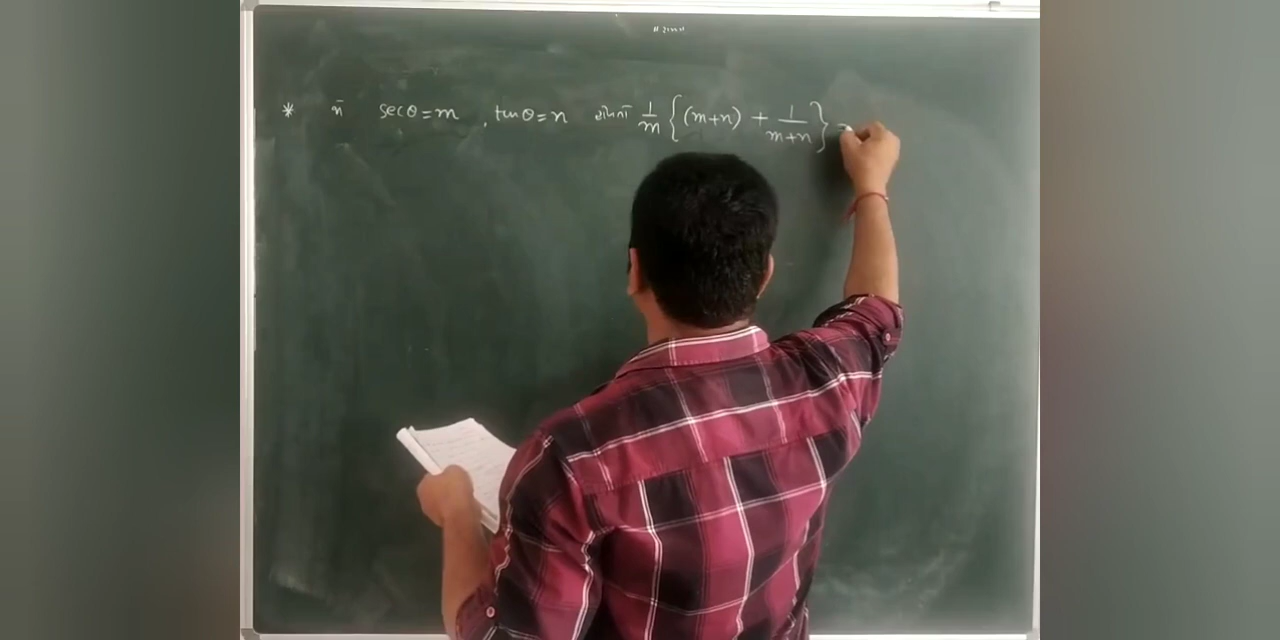 * secθ = m , tanθ = n 1/m {(m+n) + 1/(m+n)} =